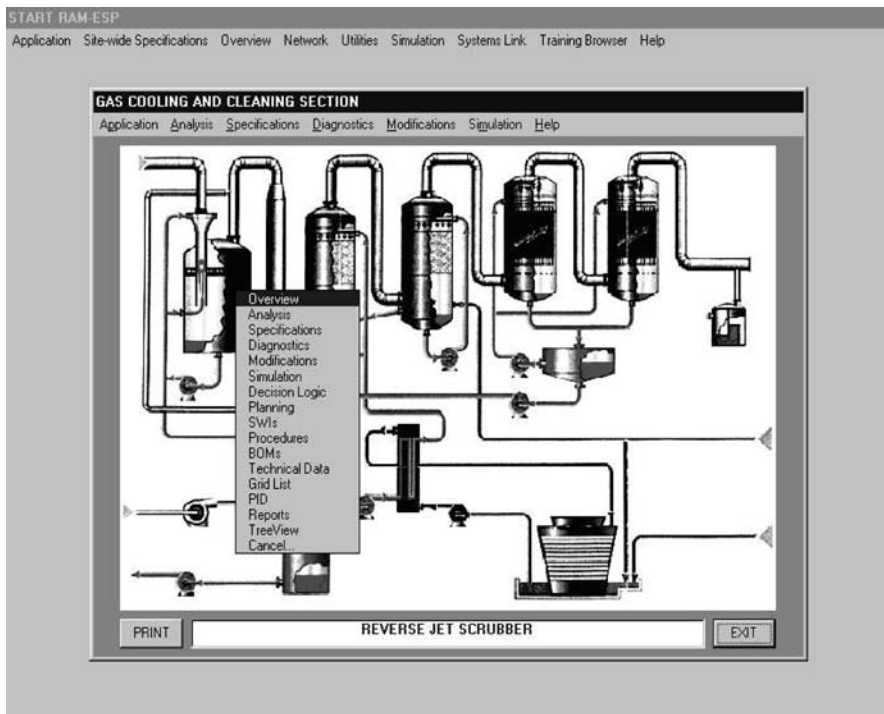 START RAM-ESP
Application Site-wide Specifications Overview Network Utilities Simulation Systems Link Training Browser Help
GAS COOLING AND CLEANING SECTION
Application Analysis Specifications Diagnostics Modifications Simulation Help
Overview
Analysis
Specifications
Diagnostics
Modifications
Simulation
Decision Logic
Planning
SWIs
Procedures
BOMs
Technical Data
Grid List
PID
Reports
TreeView
Cancel...
PRINT REVERSE JET SCRUBBER EXIT